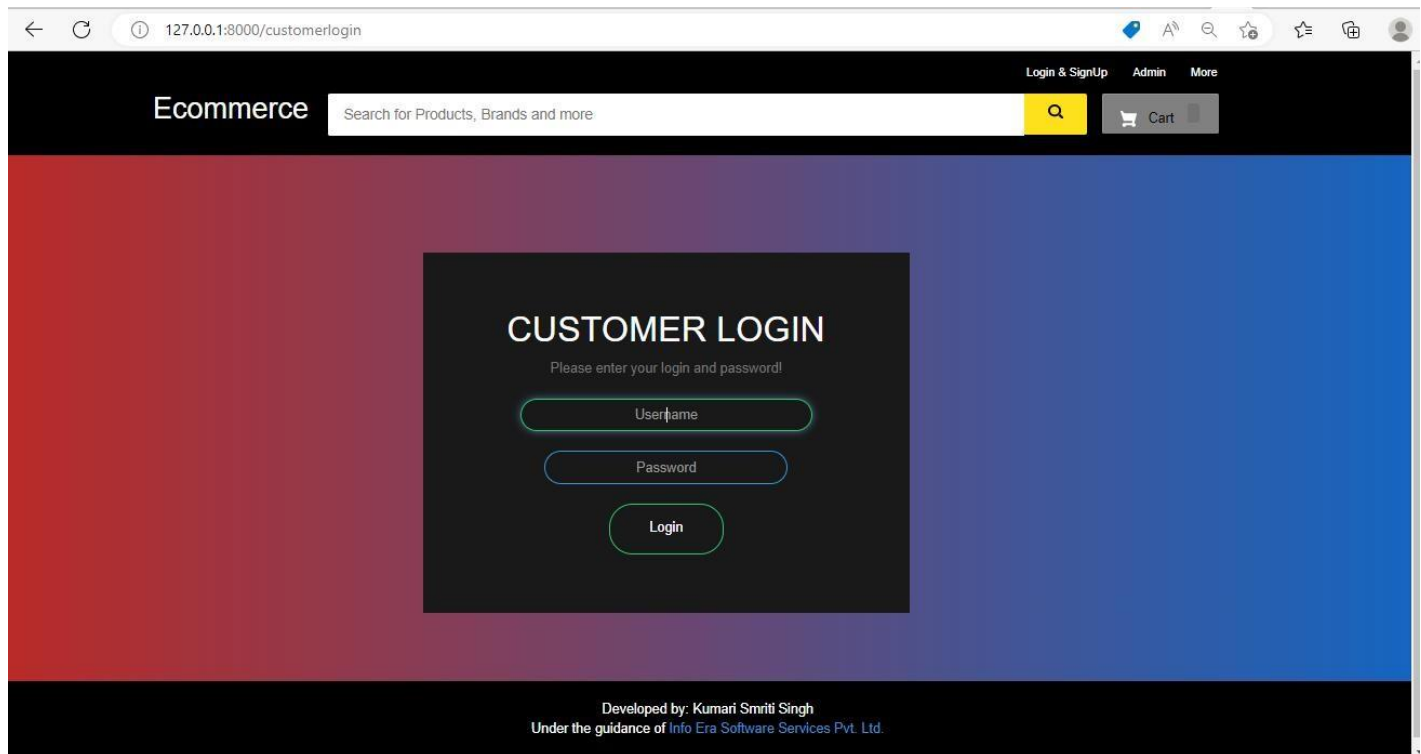 127.0.0.1:8000/customerlogin
Login & SignUp Admin More
Ecommerce Search for Products, Brands and more Cart
CUSTOMER LOGIN
Please enter your login and password!
Username
Password
Login
Developed by: Kumari Smriti Singh
Under the guidance of Info Era Software Services Pvt. Ltd.